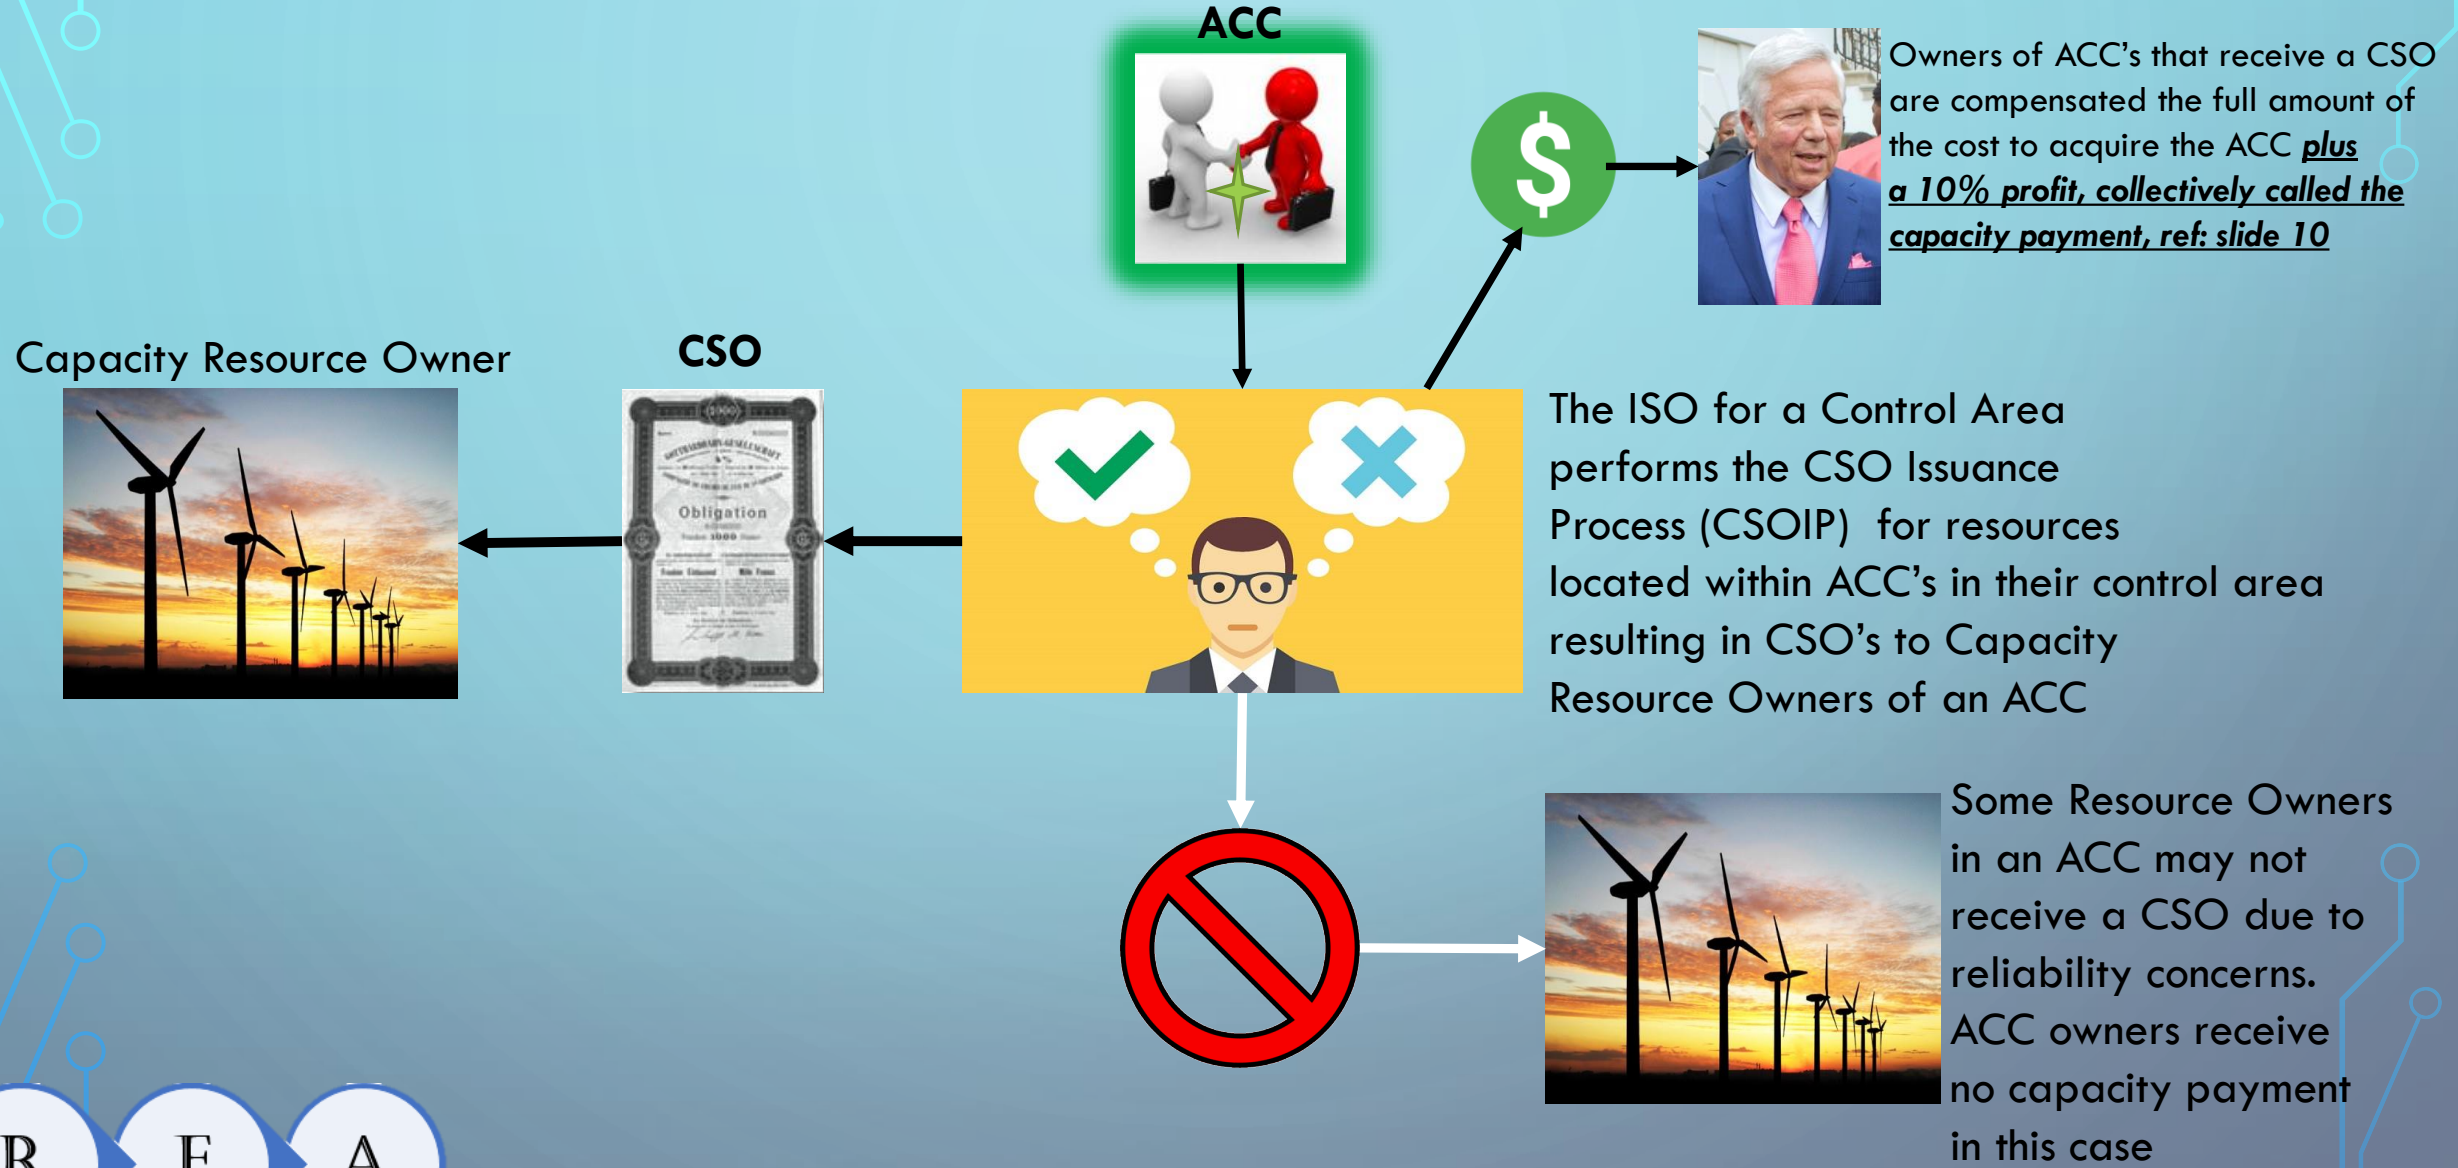 ACC
Owners of ACC's that receive a CSO
are compensated the full amount of
the cost to acquire the ACC plus
a 10% profit, collectively called the
capacity payment, ref: slide 10
$
Capacity Resource Owner
CSO
Obligation
1000
The ISO for a Control Area
performs the CSO Issuance
Process (CSOIP) for resources
located within ACC's in their control area
resulting in CSO's to Capacity
Resource Owners of an ACC
Some Resource Owners
in an ACC may not
receive a CSO due to
reliability concerns.
ACC owners receive
no capacity payment
in this case
R E A